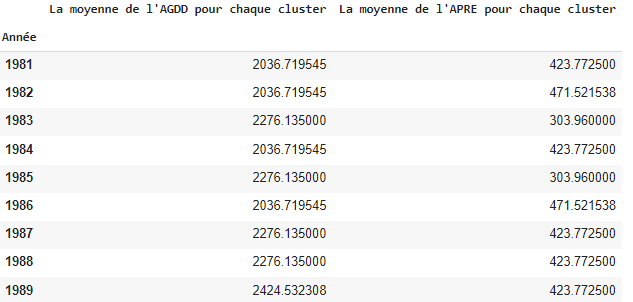 La moyenne de l'AGDD pour chaque cluster La moyenne de l'APRE pour chaque cluster
Année
1981 2036.719545 423.772500
1982 2036.719545 471.521538
1983 2276.135000 303.960000
1984 2036.719545 423.772500
1985 2276.135000 303.960000
1986 2036.719545 471.521538
1987 2276.135000 423.772500
1988 2276.135000 423.772500
1989 2424.532308 423.772500